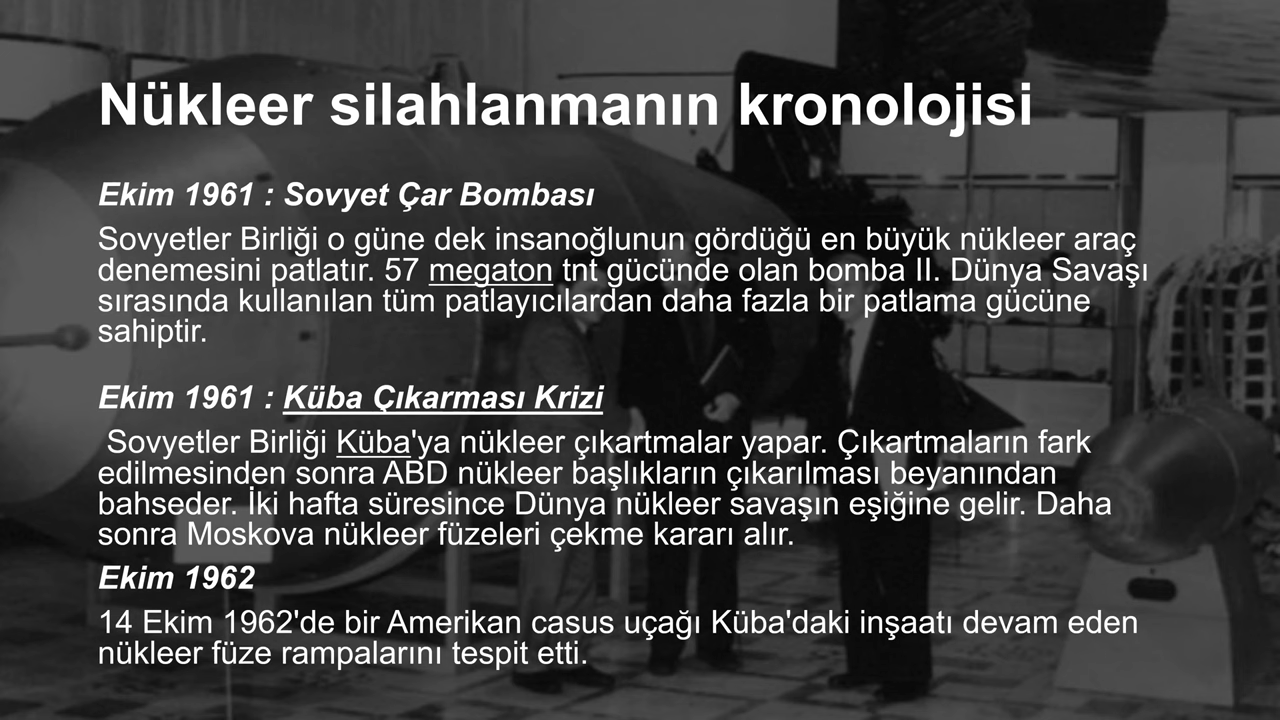 Nükleer silahlanmanın kronolojisi
Ekim 1961 : Sovyet Çar Bombası
Sovyetler Birliği o güne dek insanoğlunun gördüğü en büyük nükleer araç
denemesini patlatır. 57 megaton tnt gücünde olan bomba II. Dünya Savaşı
sırasında kullanılan tüm patlayıcılardan daha fazla bir patlama gücüne
sahiptir.
Ekim 1961 : Küba Çıkarması Krizi
Sovyetler Birliği Küba'ya nükleer çıkartmalar yapar. Çıkartmaların fark
edilmesinden sonra ABD nükleer başlıkların çıkarılması beyanından
bahseder. İki hafta süresince Dünya nükleer savaşın eşiğine gelir. Daha
sonra Moskova nükleer füzeleri çekme kararı alır.
Ekim 1962
14 Ekim 1962'de bir Amerikan casus uçağı Küba'daki inşaatı devam eden
nükleer füze rampalarını tespit etti.